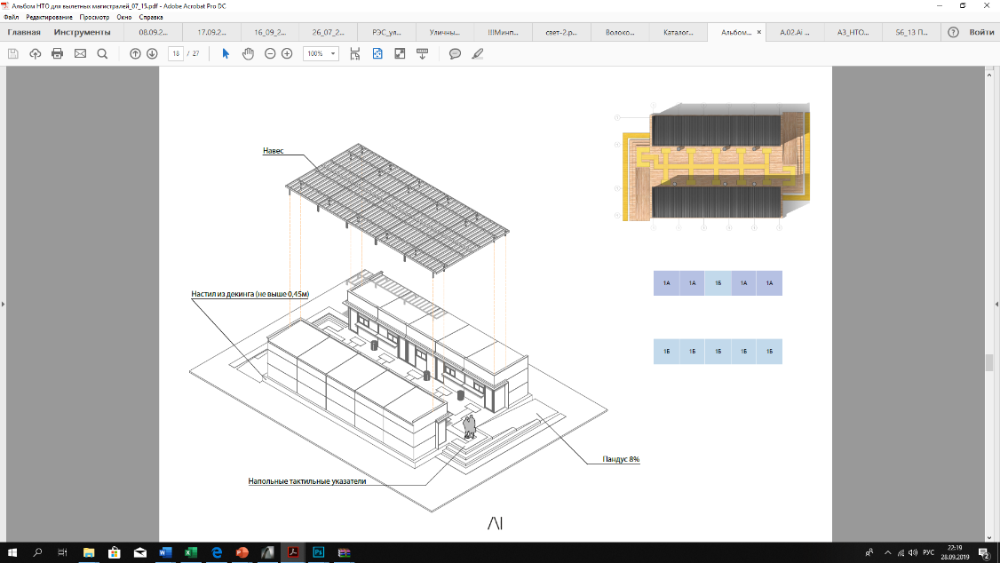 Альбом НТО для вылетных магистралей_07_15.pdf - Adobe Acrobat Pro DC
Файл Редактирование Просмотр Окно Справка
Главная Инструменты 08.09.2... 17.09.2... 16_09_2... 26_07_2... РЭС_ул... Уличны... !!!Минп... свет-2.p... Волоко... Каталог... Альбом... × A.02.Ai ... А3_НТО... 56_13 П... Войти
18 / 27 100%
Навес
Настил из декинга (не выше 0,45м)
1А 1А 1Б 1А 1А
1Б 1Б 1Б 1Б 1Б
Пандус 8%
Напольные тактильные указатели
22:19
РУС
28.09.2019
2